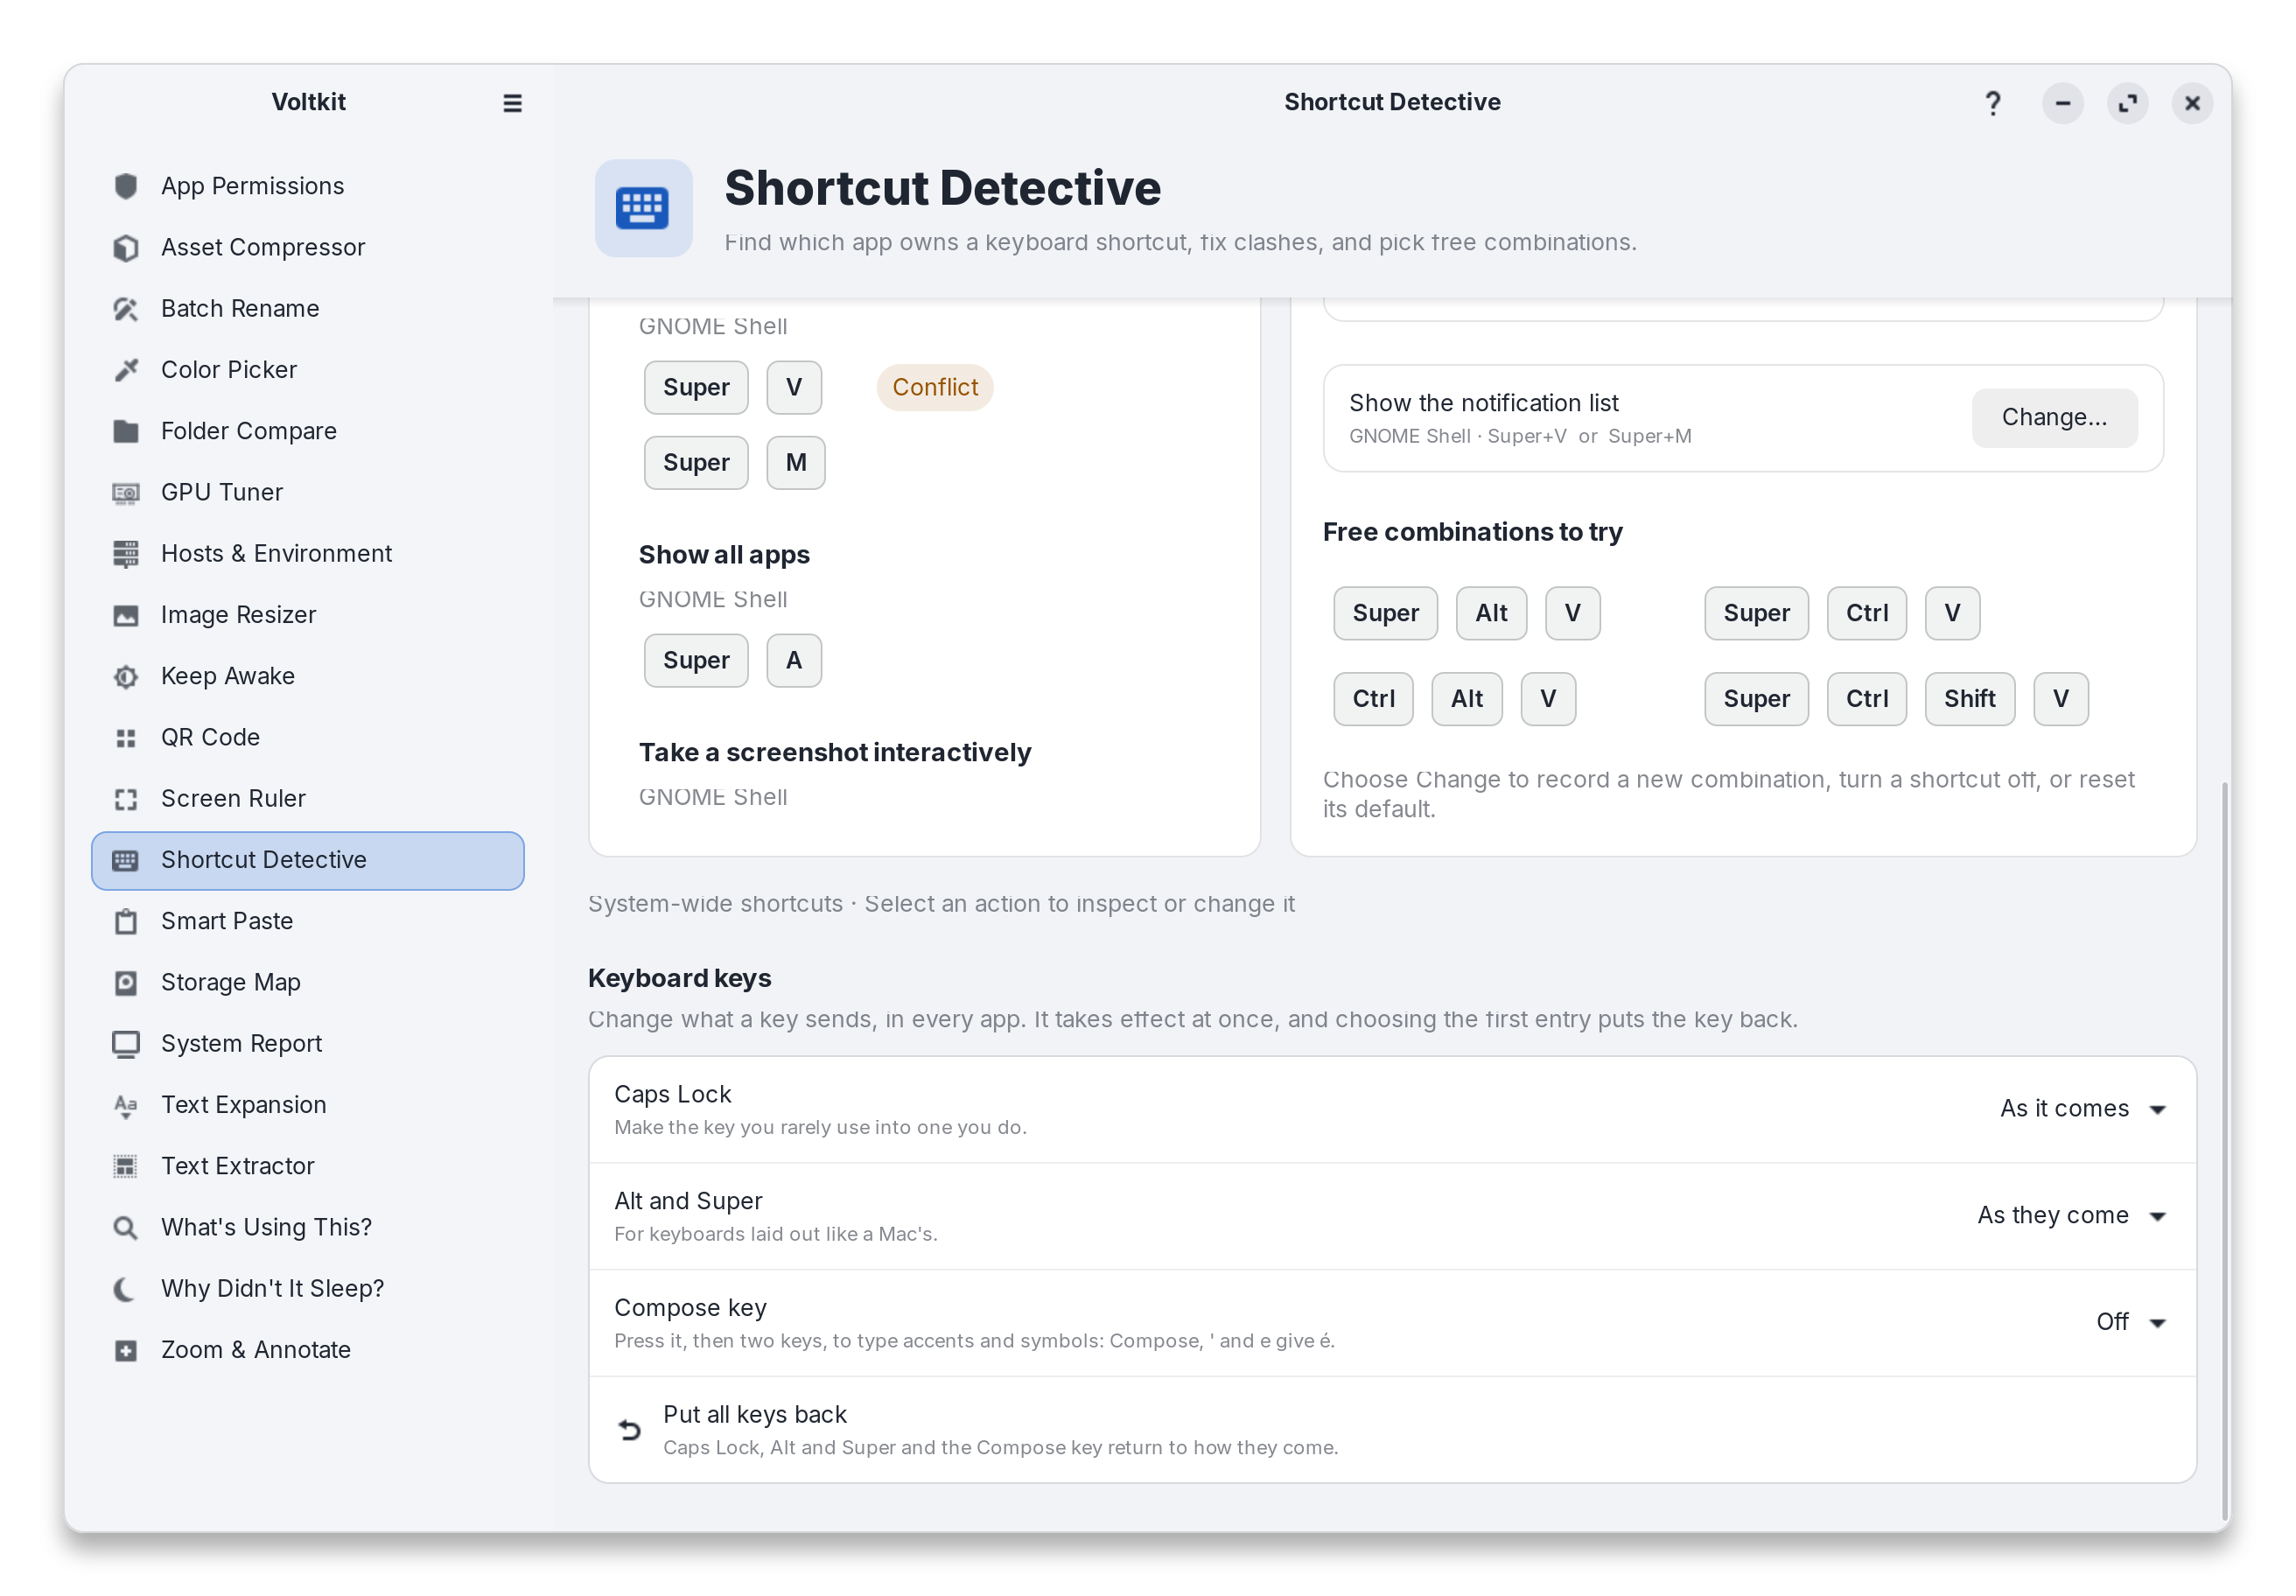 Voltkit
Shortcut Detective
?
App Permissions
Asset Compressor
Batch Rename
Color Picker
Folder Compare
GPU Tuner
Hosts & Environment
Image Resizer
Keep Awake
QR Code
Screen Ruler
Shortcut Detective
Smart Paste
Storage Map
System Report
Text Expansion
Text Extractor
What's Using This?
Why Didn't It Sleep?
Zoom & Annotate
Shortcut Detective
Find which app owns a keyboard shortcut, fix clashes, and pick free combinations.
GNOME Shell
Super V Conflict
Super M
Show all apps
GNOME Shell
Super A
Take a screenshot interactively
GNOME Shell
Show the notification list
GNOME Shell · Super+V or Super+M
Change...
Free combinations to try
Super Alt V
Super Ctrl V
Ctrl Alt V
Super Ctrl Shift V
Choose Change to record a new combination, turn a shortcut off, or reset
its default.
System-wide shortcuts · Select an action to inspect or change it
Keyboard keys
Change what a key sends, in every app. It takes effect at once, and choosing the first entry puts the key back.
Caps Lock
Make the key you rarely use into one you do.
As it comes
Alt and Super
For keyboards laid out like a Mac's.
As they come
Compose key
Press it, then two keys, to type accents and symbols: Compose, ' and e give é.
Off
Put all keys back
Caps Lock, Alt and Super and the Compose key return to how they come.